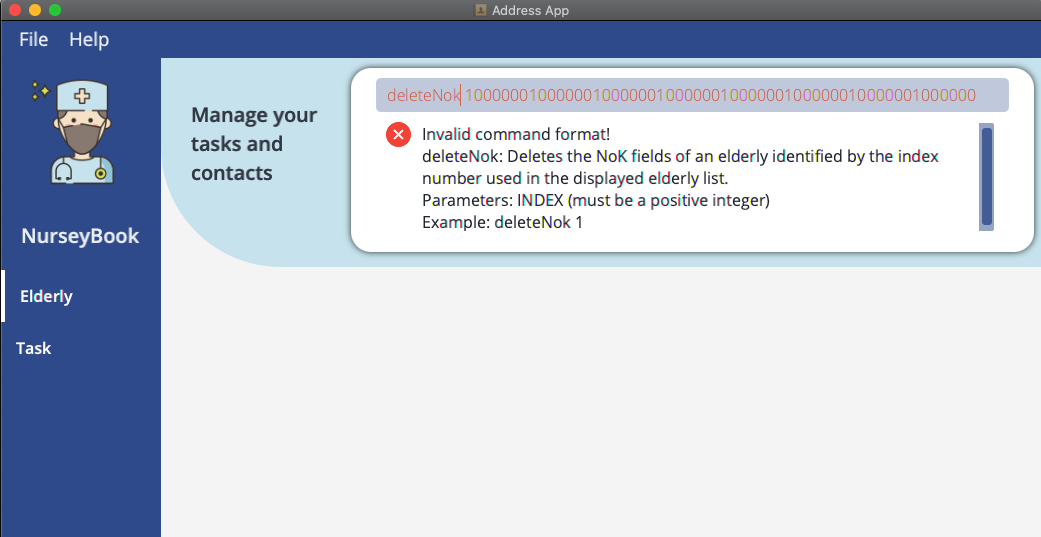 Address App
File Help
NurseyBook
Elderly
Task
Manage your
tasks and
contacts
deleteNok 10000001000000100000010000001000000100000010000001000000
Invalid command format!
deleteNok: Deletes the NoK fields of an elderly identified by the index
number used in the displayed elderly list.
Parameters: INDEX (must be a positive integer)
Example: deleteNok 1